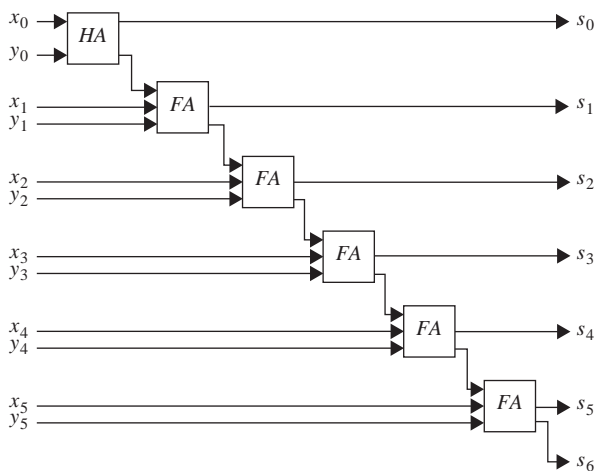 x₀ s₀
HA
y₀
x₁ FA s₁
y₁
x₂ FA s₂
y₂
x₃ FA s₃
y₃
x₄ FA s₄
y₄
x₅ FA s₅
y₅
s₆